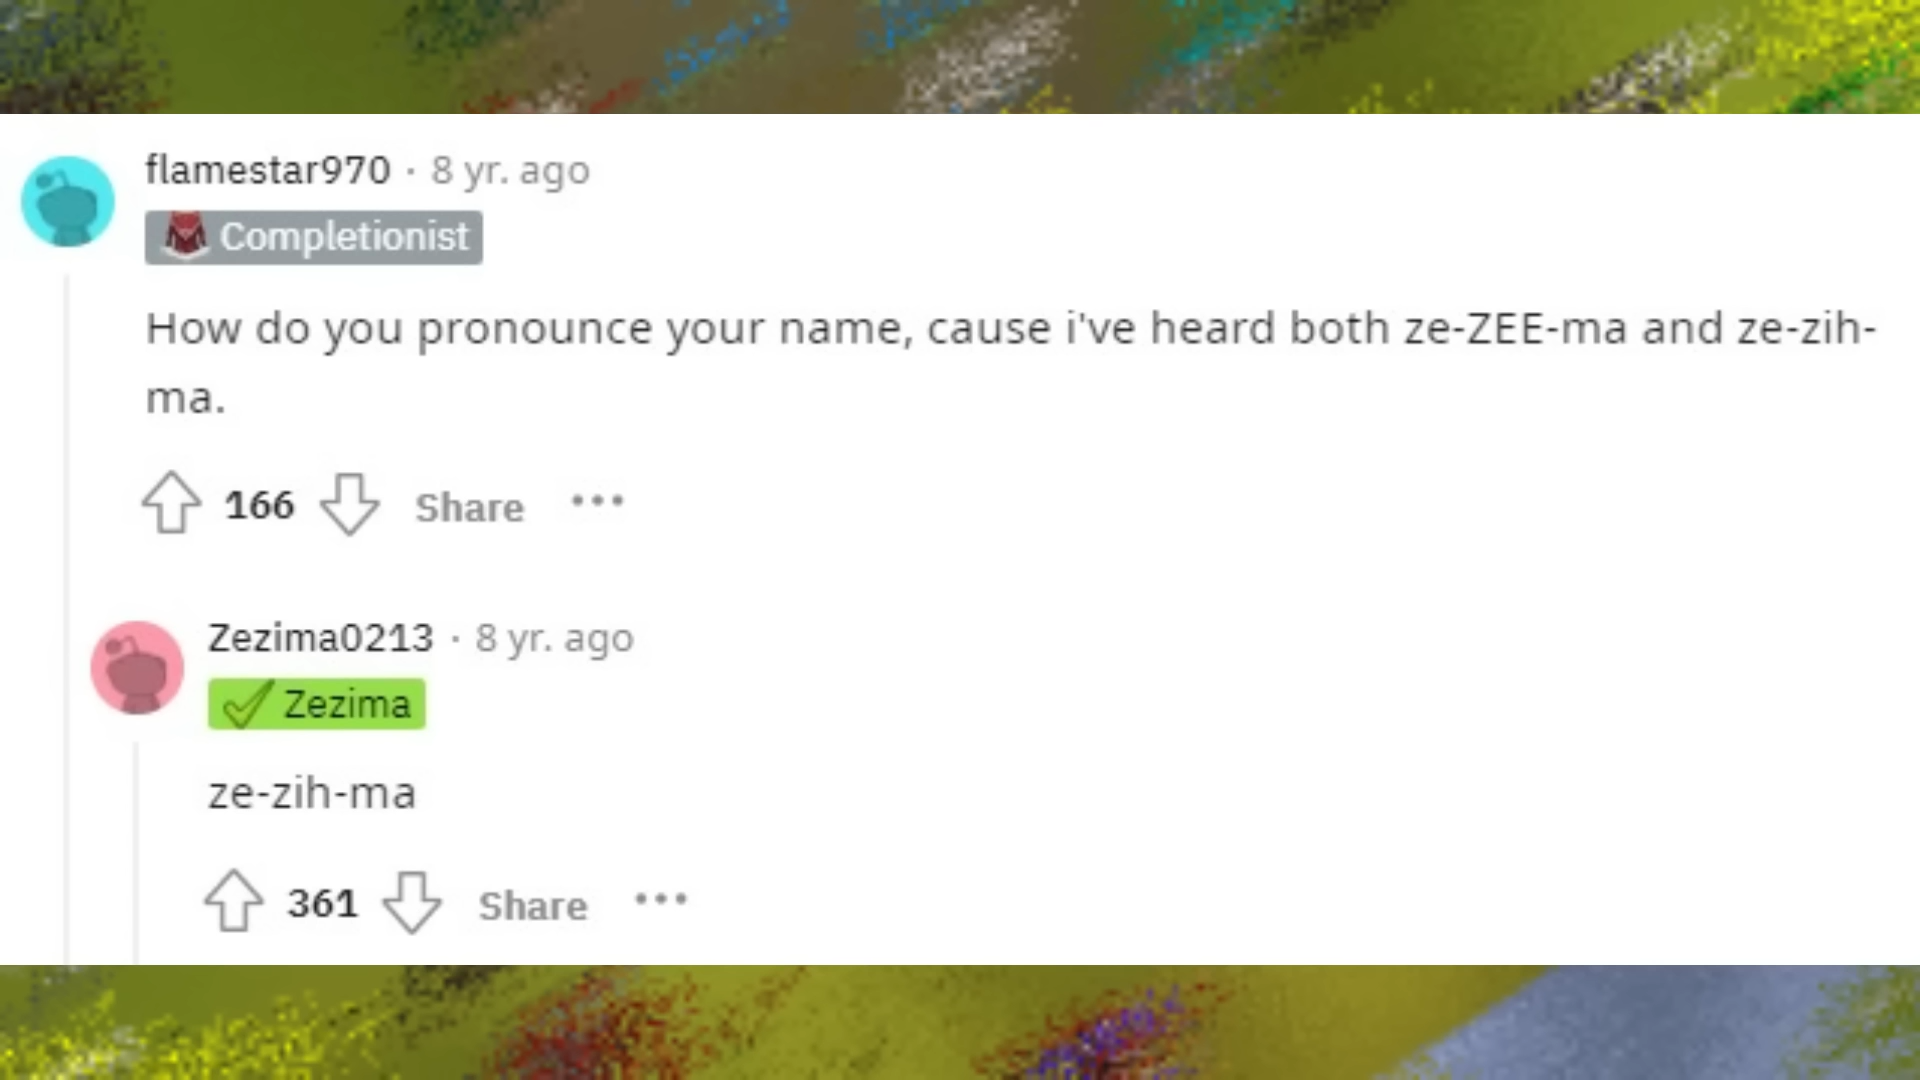 flamestar970 · 8 yr. ago
Completionist
How do you pronounce your name, cause i've heard both ze-ZEE-ma and ze-zih-
ma.
166 Share ···
Zezima0213 · 8 yr. ago
Zezima
ze-zih-ma
361 Share ···